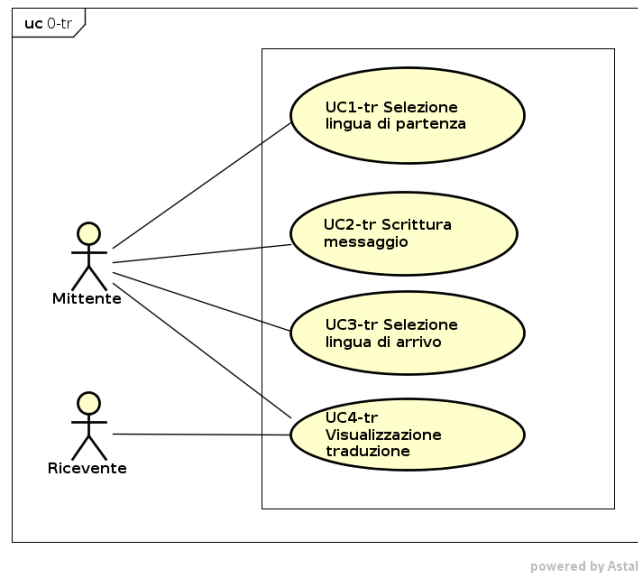 uc 0-tr
UC1-tr Selezione
lingua di partenza
UC2-tr Scrittura
messaggio
Mittente
UC3-tr Selezione
lingua di arrivo
UC4-tr
Visualizzazione
traduzione
Ricevente
powered by Asta